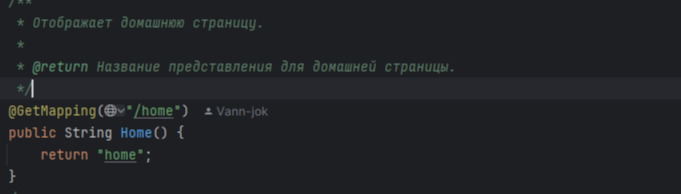 /**
* Отображает домашнюю страницу.
*
* @return Название представления для домашней страницы.
*/
@GetMapping("/home") Vann-jok
public String Home() {
return "home";
}